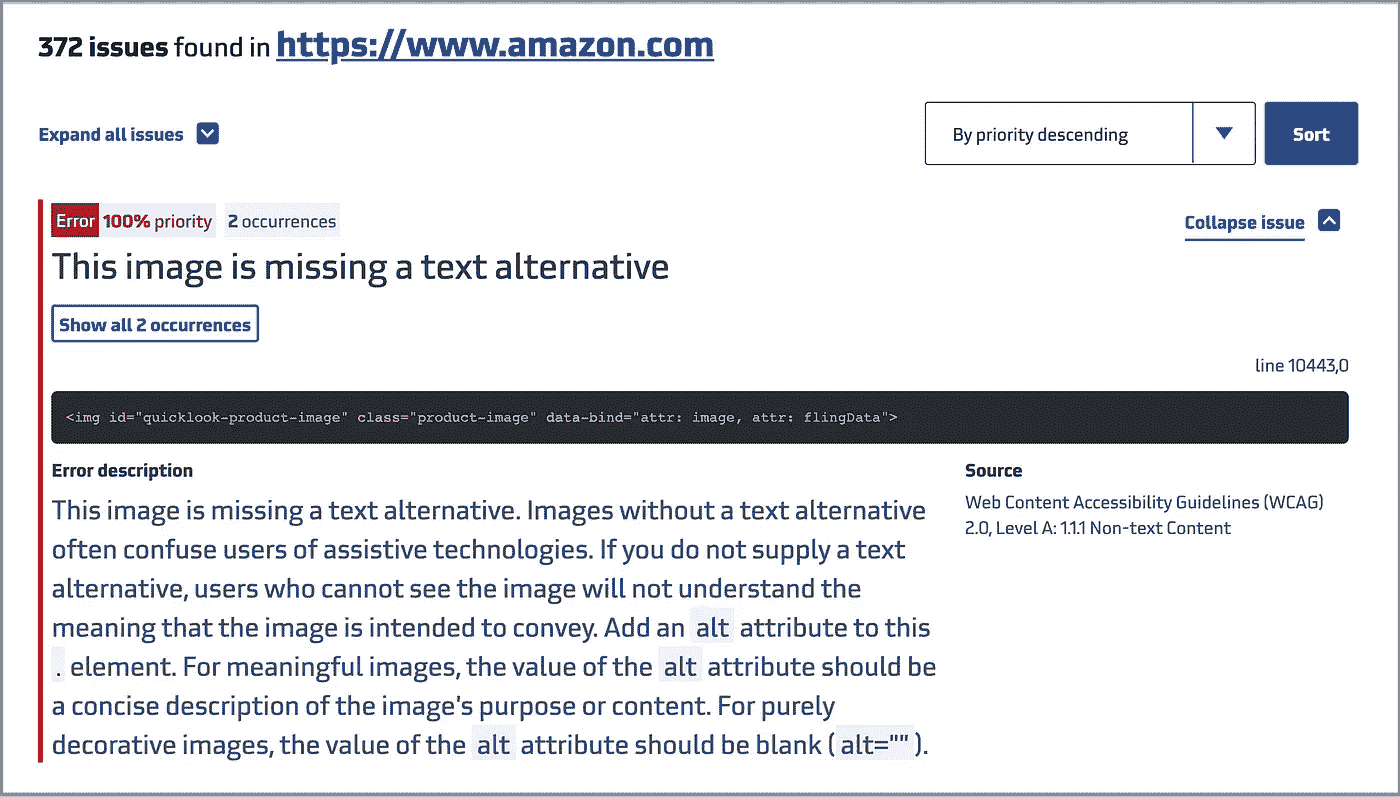 372 issues found in https://www.amazon.com
Expand all issues
By priority descending
Sort
Error 100% priority 2 occurrences
Collapse issue
This image is missing a text alternative
Show all 2 occurrences
line 10443,0
<img id="quicklook-product-image" class="product-image" data-bind="attr: image, attr: flingData">
Error description
This image is missing a text alternative. Images without a text alternative
often confuse users of assistive technologies. If you do not supply a text
alternative, users who cannot see the image will not understand the
meaning that the image is intended to convey. Add an alt attribute to this
. element. For meaningful images, the value of the alt attribute should be
a concise description of the image's purpose or content. For purely
decorative images, the value of the alt attribute should be blank (alt="").
Source
Web Content Accessibility Guidelines (WCAG)
2.0, Level A: 1.1.1 Non-text Content